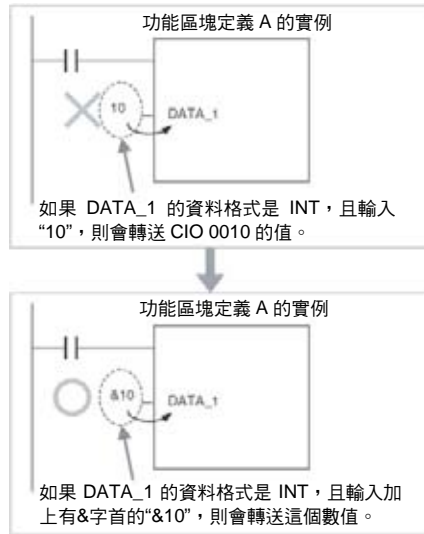 功能區塊定義 A 的實例
10
DATA_1
如果 DATA_1 的資料格式是 INT，且輸入
“10”，則會轉送 CIO 0010 的值。
功能區塊定義 A 的實例
&10
DATA_1
如果 DATA_1 的資料格式是 INT，且輸入加
上有&字首的“&10”，則會轉送這個數值。